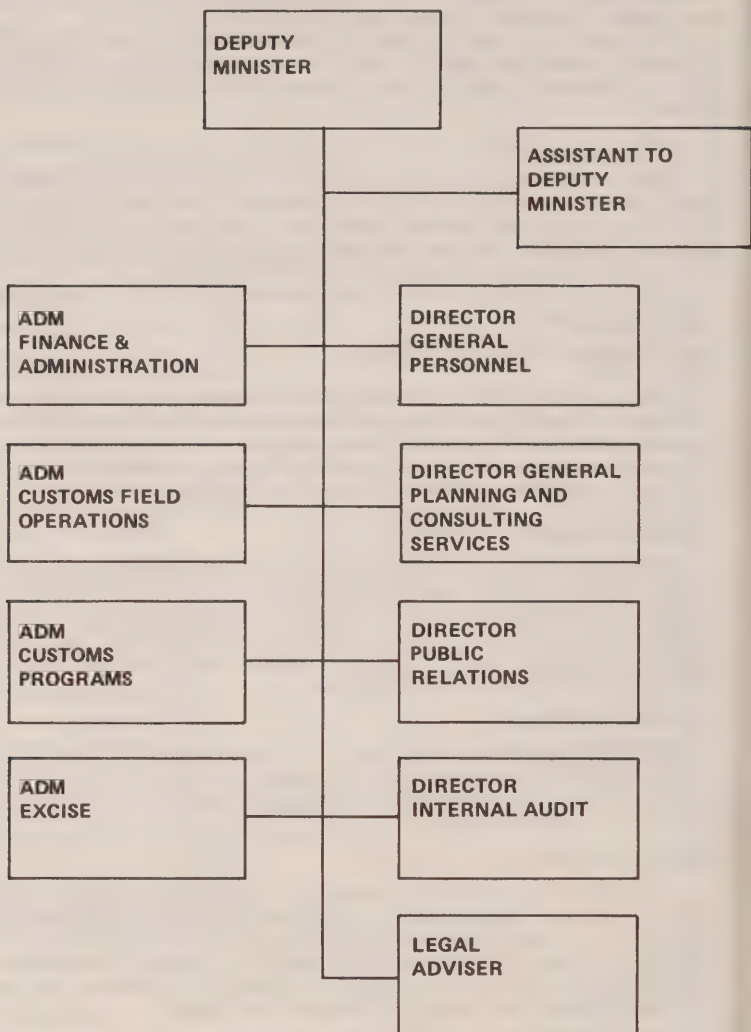 DEPUTY
MINISTER
ASSISTANT TO
DEPUTY
MINISTER
ADM
FINANCE &
ADMINISTRATION
DIRECTOR
GENERAL
PERSONNEL
ADM
CUSTOMS FIELD
OPERATIONS
DIRECTOR GENERAL
PLANNING AND
CONSULTING
SERVICES
ADM
CUSTOMS
PROGRAMS
DIRECTOR
PUBLIC
RELATIONS
ADM
EXCISE
DIRECTOR
INTERNAL AUDIT
LEGAL
ADVISER